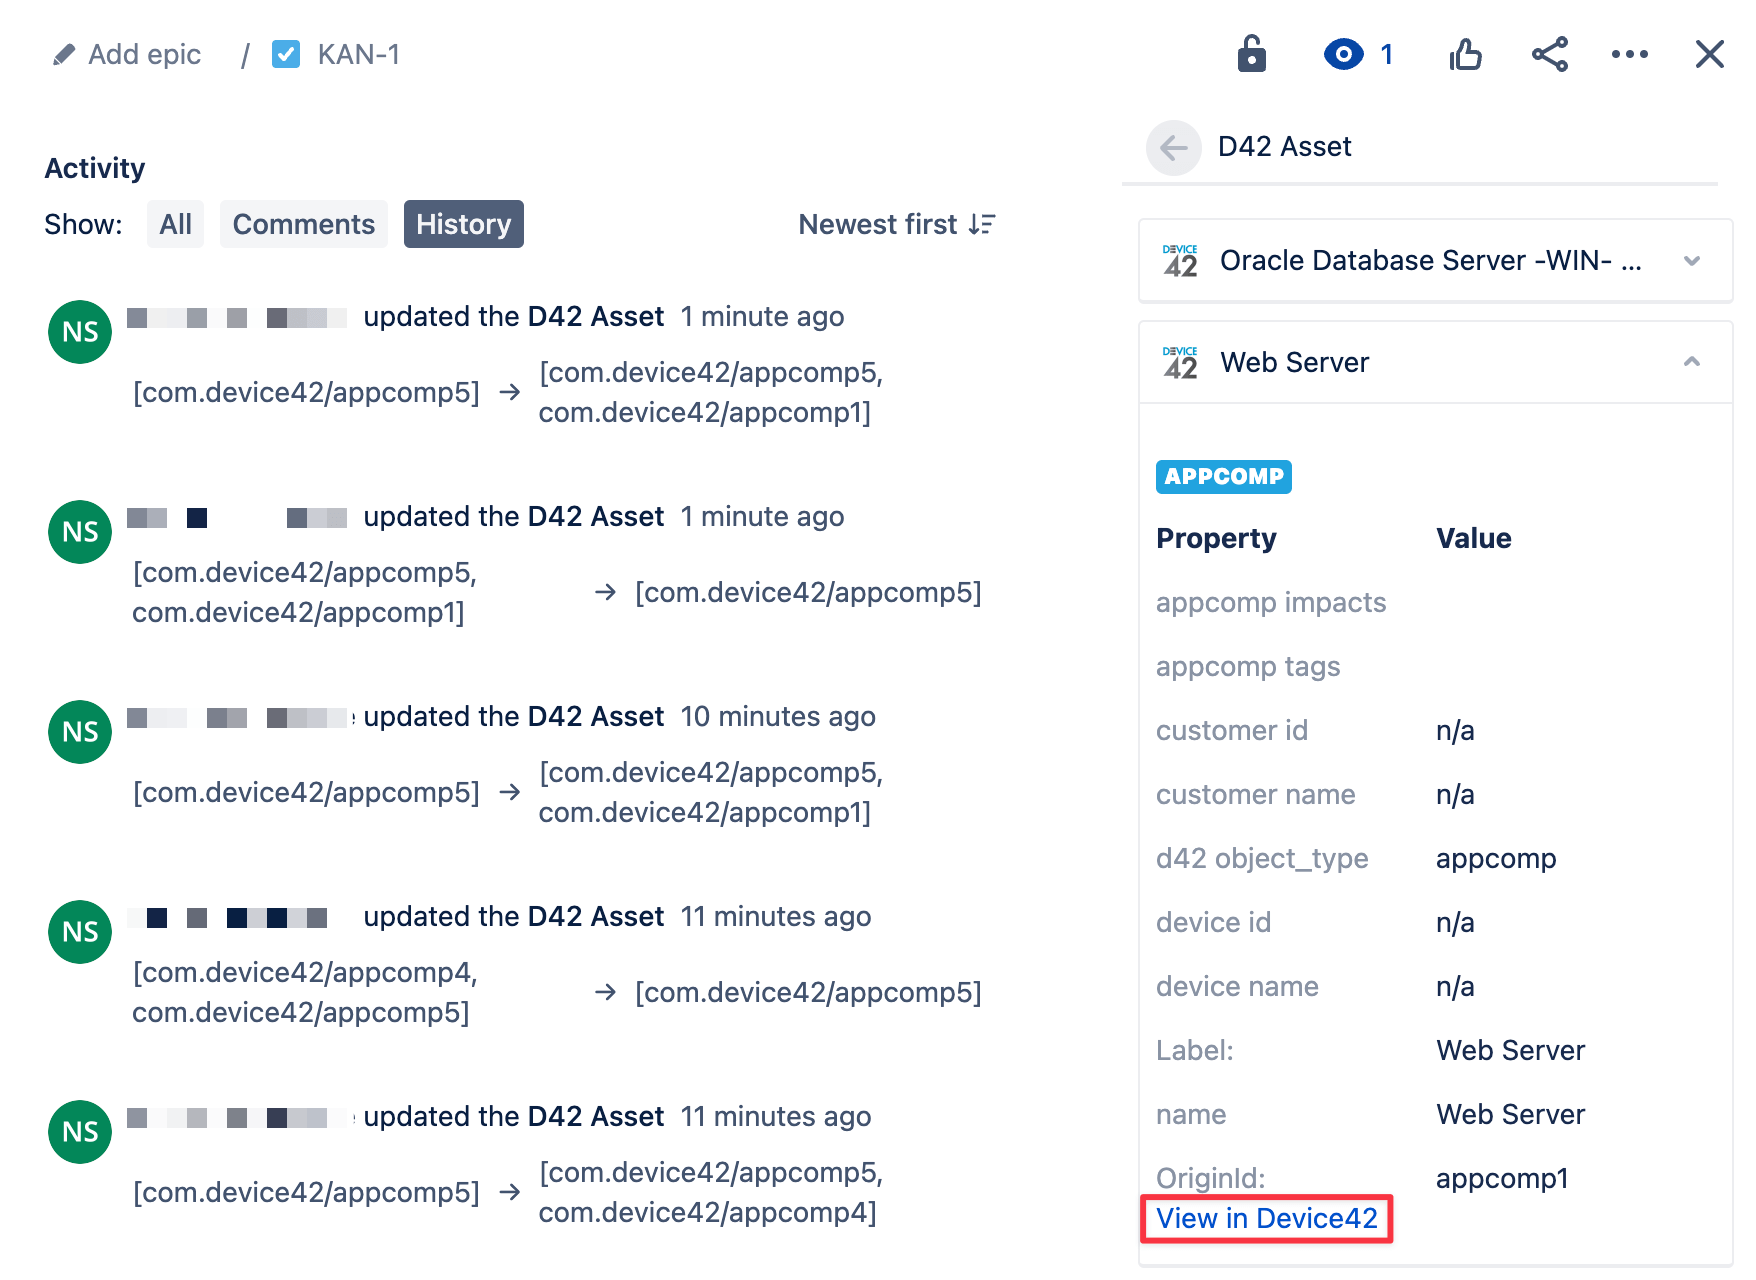 Add epic / KAN-1
1
Activity
Show: All Comments History Newest first
NS updated the D42 Asset 1 minute ago
[com.device42/appcomp5] → [com.device42/appcomp5,
com.device42/appcomp1]
NS updated the D42 Asset 1 minute ago
[com.device42/appcomp5,
com.device42/appcomp1] → [com.device42/appcomp5]
NS updated the D42 Asset 10 minutes ago
[com.device42/appcomp5] → [com.device42/appcomp5,
com.device42/appcomp1]
NS updated the D42 Asset 11 minutes ago
[com.device42/appcomp4,
com.device42/appcomp5] → [com.device42/appcomp5]
NS updated the D42 Asset 11 minutes ago
[com.device42/appcomp5] → [com.device42/appcomp5,
com.device42/appcomp4]
D42 Asset
DEVICE
42
Oracle Database Server -WIN- ...
DEVICE
42
Web Server
APPCOMP
Property Value
appcomp impacts
appcomp tags
customer id n/a
customer name n/a
d42 object_type appcomp
device id n/a
device name n/a
Label: Web Server
name Web Server
OriginId: appcomp1
View in Device42